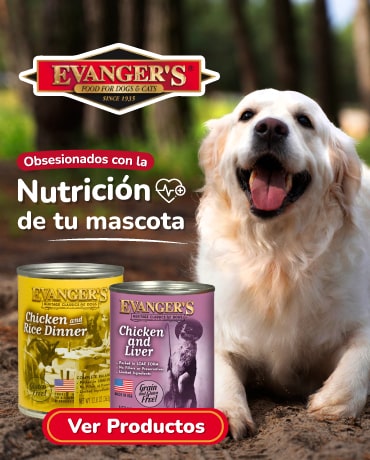 EVANGER'S
FOOD FOR DOGS & CATS
SINCE 1935
Obsesionados con la
Nutrición
de tu mascota
EVANGER'S
Chicken and
Rice Dinner
EVANGER'S
Chicken
and
Liver
Grain
Free!
Ver Productos